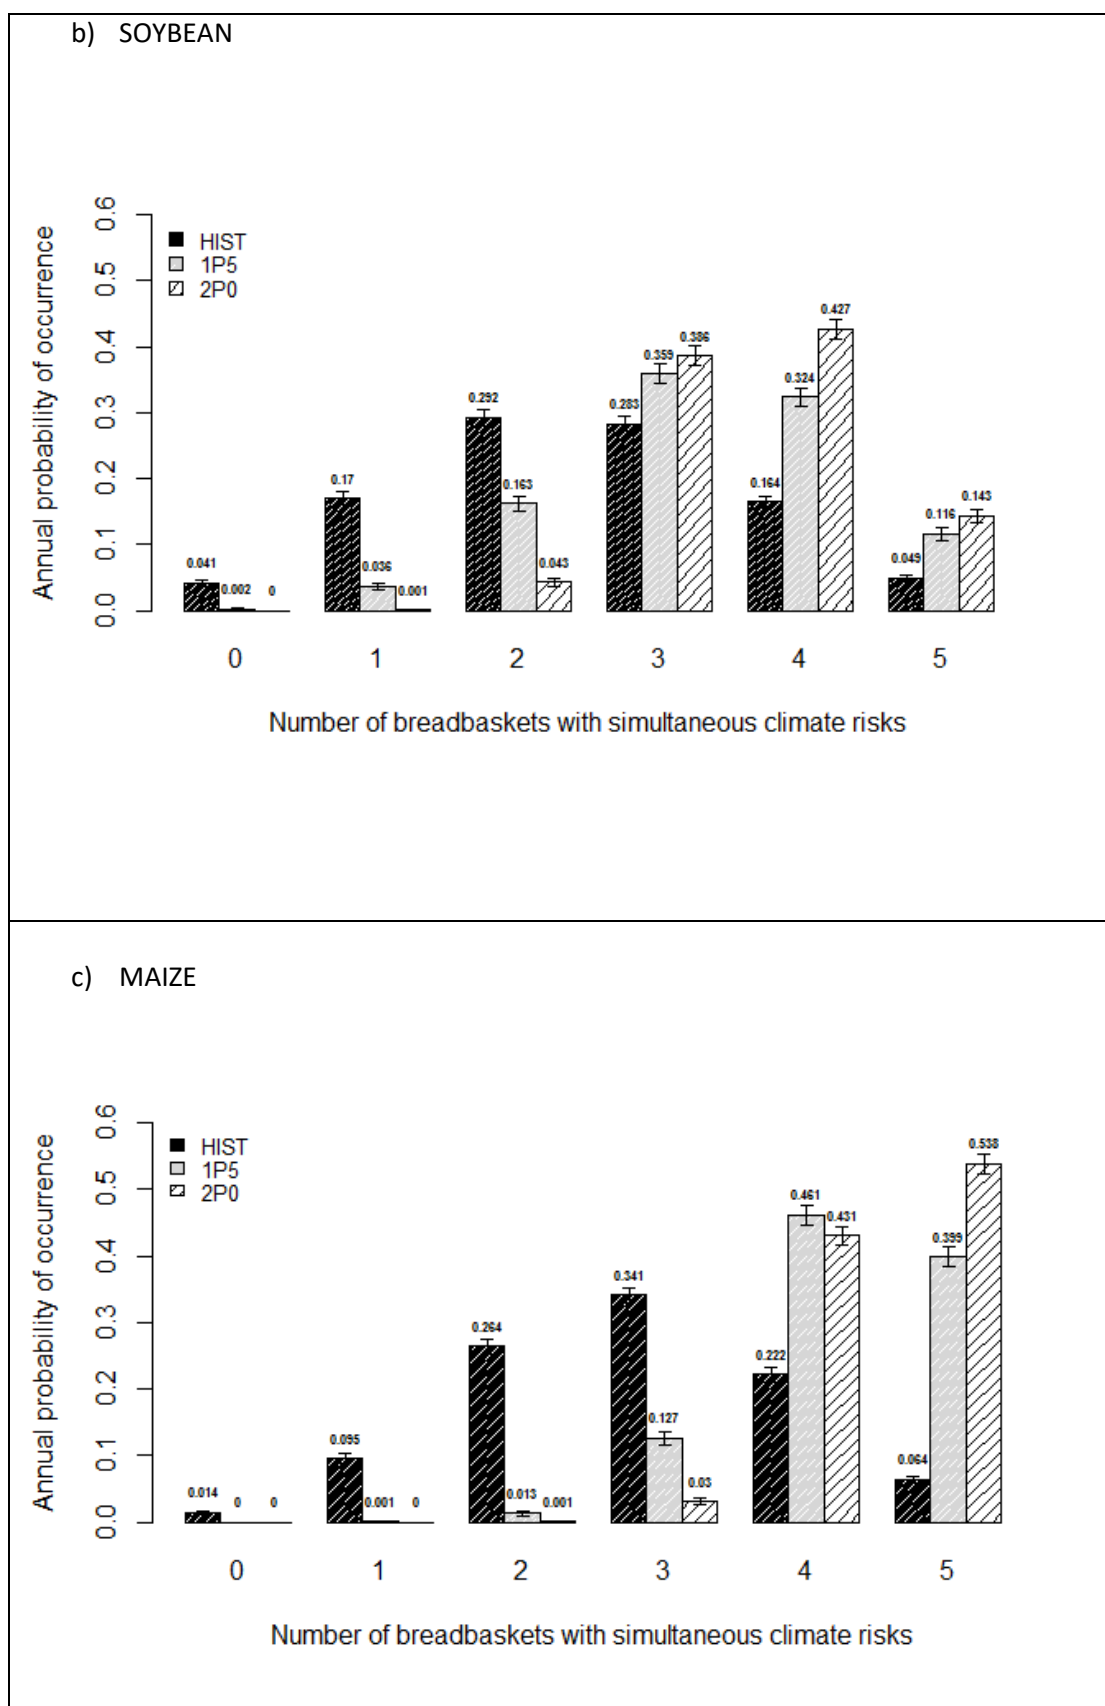 b) SOYBEAN
Annual probability of occurrence
0.0 0.1 0.2 0.3 0.4 0.5 0.6
HIST
1P5
2P0
0.041 0.002 0
0.17 0.036 0.001
0.292 0.163 0.043
0.283 0.359 0.386
0.164 0.324 0.427
0.049 0.116 0.143
0 1 2 3 4 5
Number of breadbaskets with simultaneous climate risks
c) MAIZE
Annual probability of occurrence
0.0 0.1 0.2 0.3 0.4 0.5 0.6
HIST
1P5
2P0
0.014 0 0
0.095 0.001 0
0.264 0.013 0.001
0.341 0.127 0.03
0.222 0.461 0.431
0.064 0.399 0.538
0 1 2 3 4 5
Number of breadbaskets with simultaneous climate risks